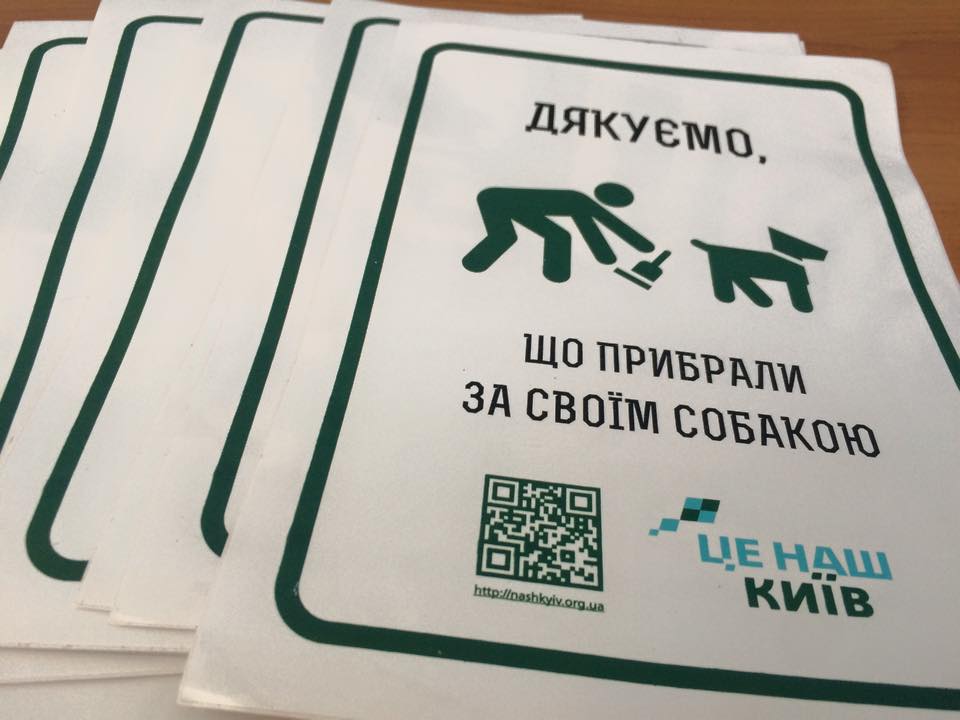 ДЯКУЄМО,
ЩО ПРИБРАЛИ
ЗА СВОЇМ СОБАКОЮ
http://nashkyiv.org.ua
ЦЕ НАШ
КИЇВ